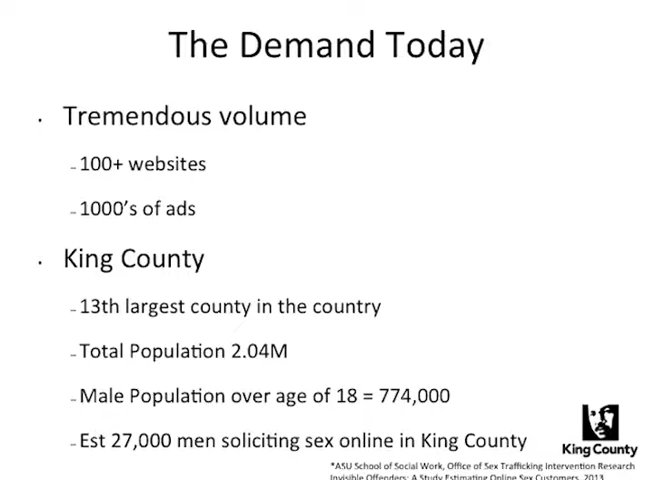 The Demand Today
• Tremendous volume
– 100+ websites
– 1000’s of ads
• King County
– 13th largest county in the country
– Total Population 2.04M
– Male Population over age of 18 = 774,000
– Est 27,000 men soliciting sex online in King County
King County
*ASU School of Social Work, Office of Sex Trafficking Intervention Research
Invisible Offenders: A Study Estimating Online Sex Customers, 2013